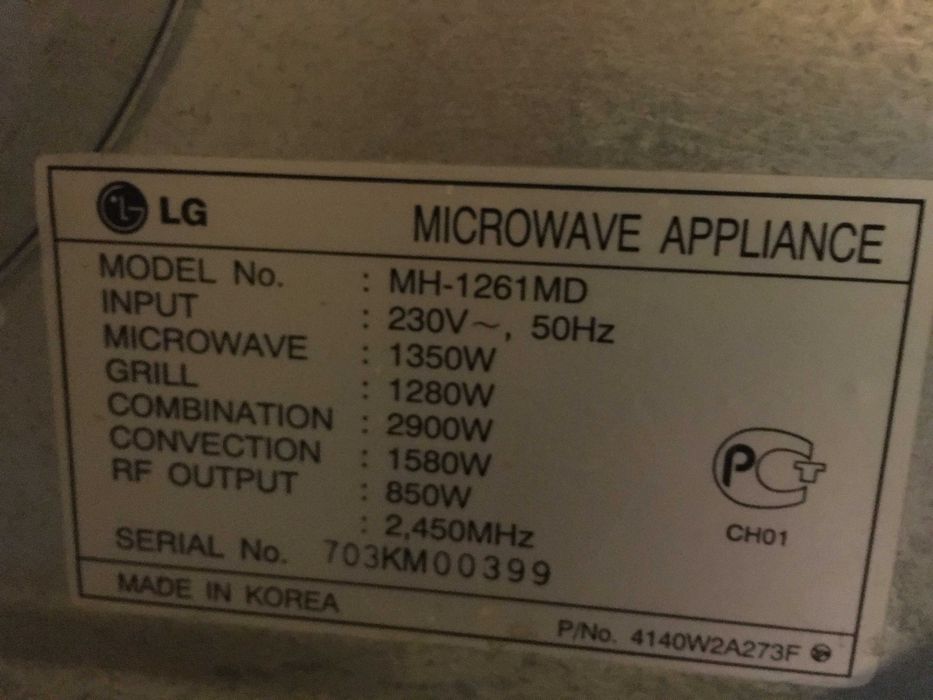 LG MICROWAVE APPLIANCE
MODEL No. : MH-1261MD
INPUT : 230V~, 50Hz
MICROWAVE : 1350W
GRILL : 1280W
COMBINATION : 2900W
CONVECTION : 1580W
RF OUTPUT : 850W
: 2,450MHz
SERIAL No. 703KM00399
PCT
CH01
MADE IN KOREA
P/No. 4140W2A273F